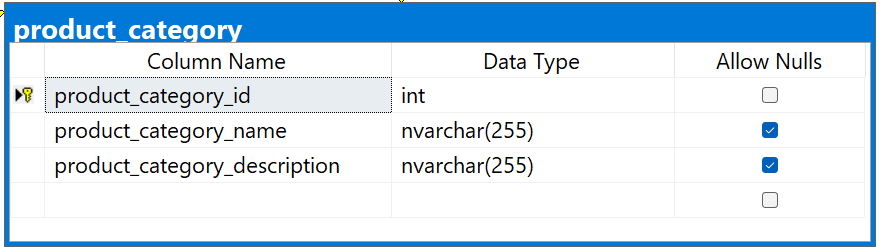 product_category
Column Name Data Type Allow Nulls
product_category_id int
product_category_name nvarchar(255)
product_category_description nvarchar(255)